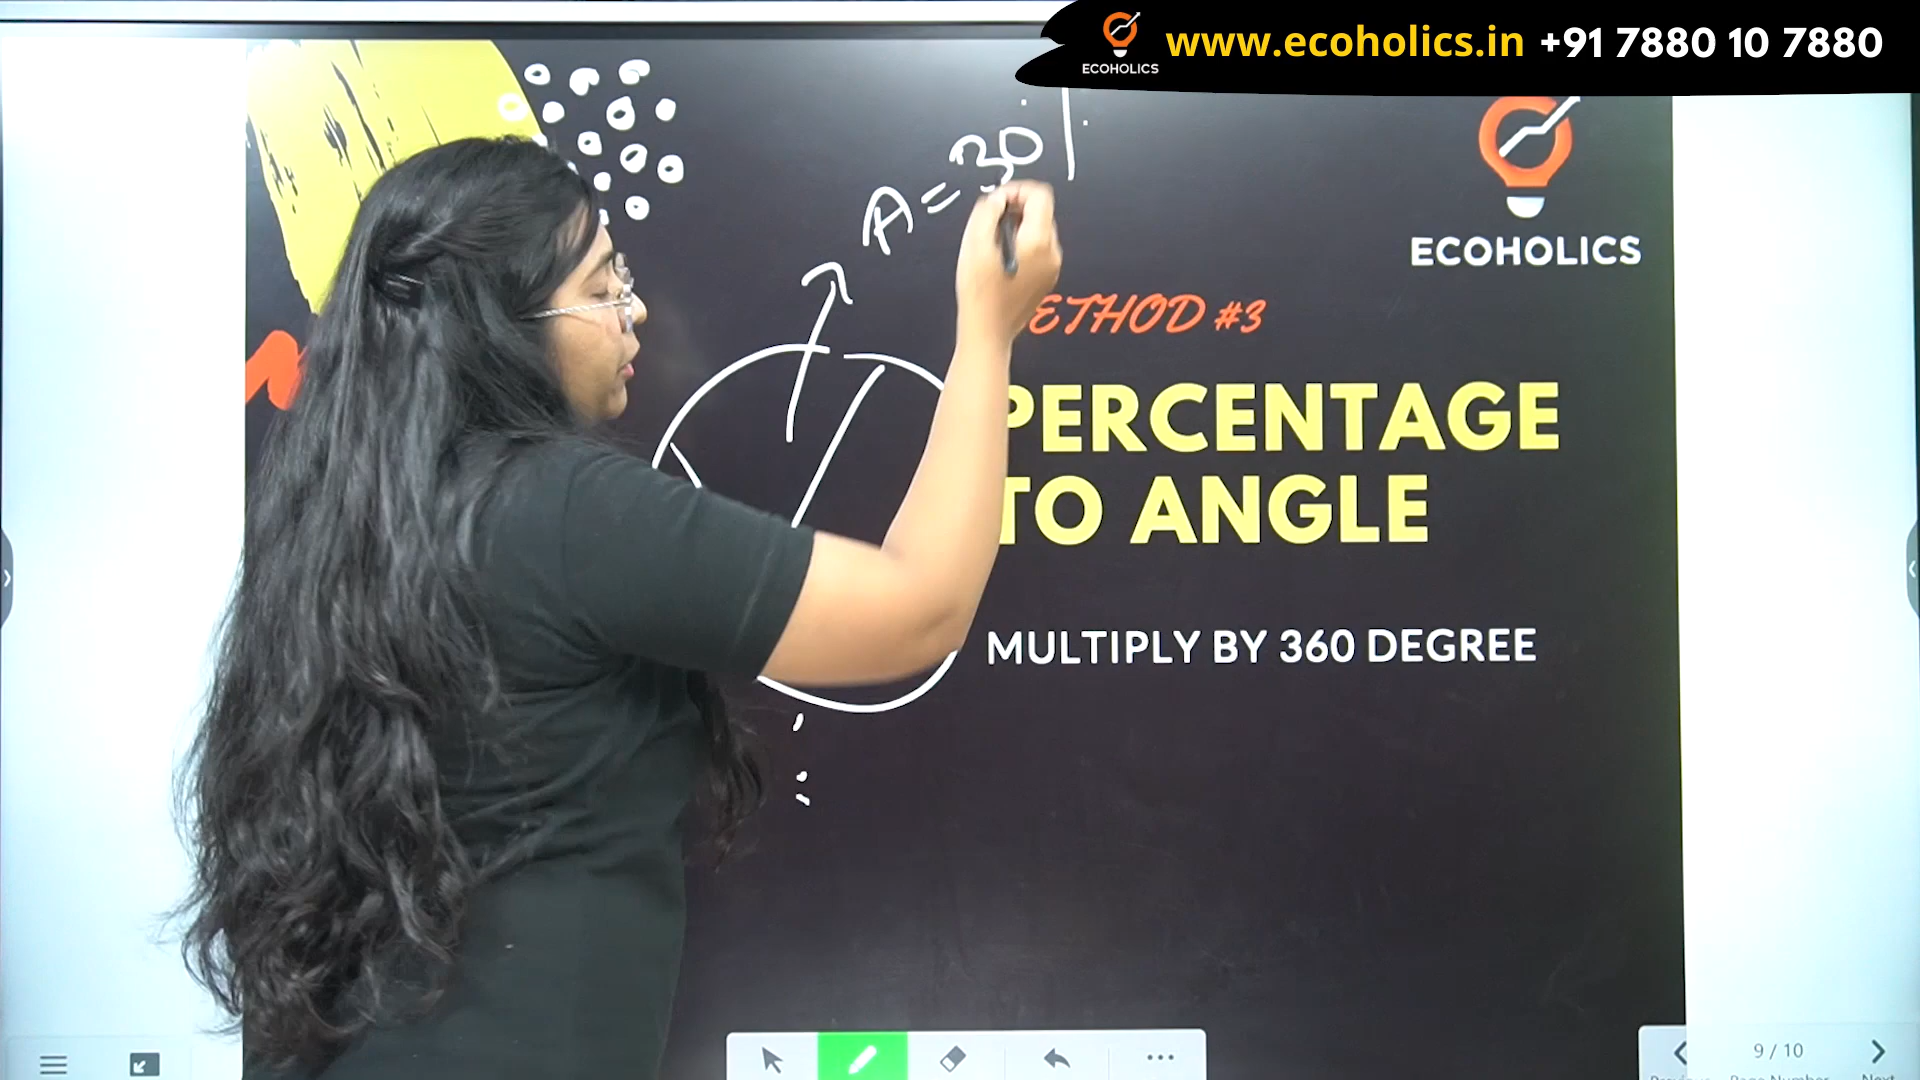 www.ecoholics.in +91 7880 10 7880
ECOHOLICS
A = 30%
ECOHOLICS
ETHOD #3
PERCENTAGE
TO ANGLE
MULTIPLY BY 360 DEGREE
9 / 10